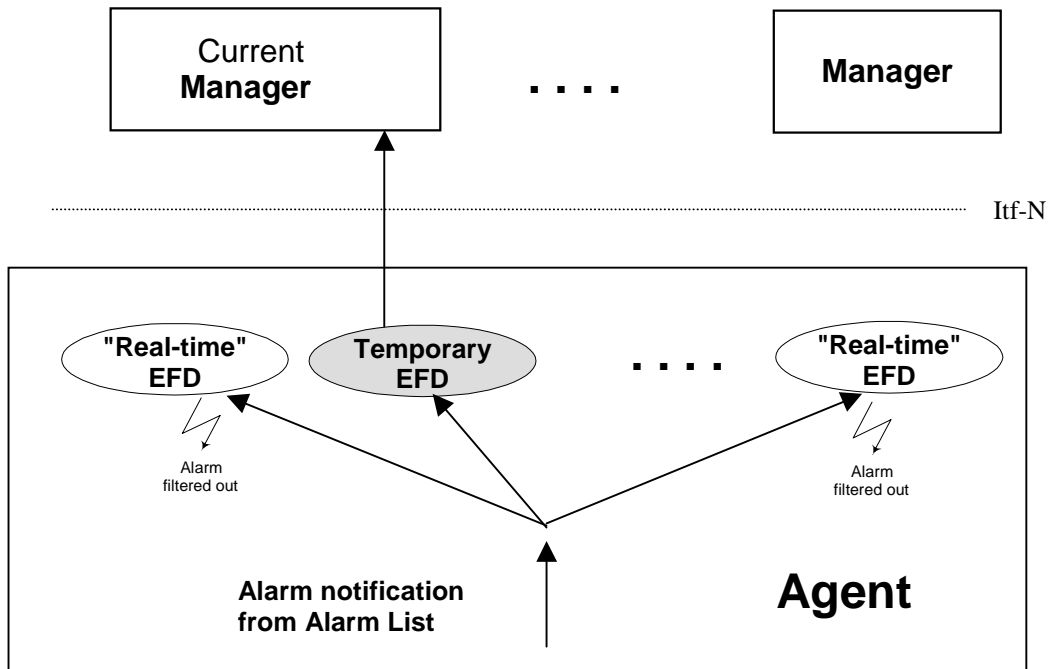 Current
Manager
. . . .
Manager
Itf-N
"Real-time"
EFD
Temporary
EFD
. . . .
"Real-time"
EFD
Alarm
filtered out
Alarm
filtered out
Alarm notification
from Alarm List
Agent